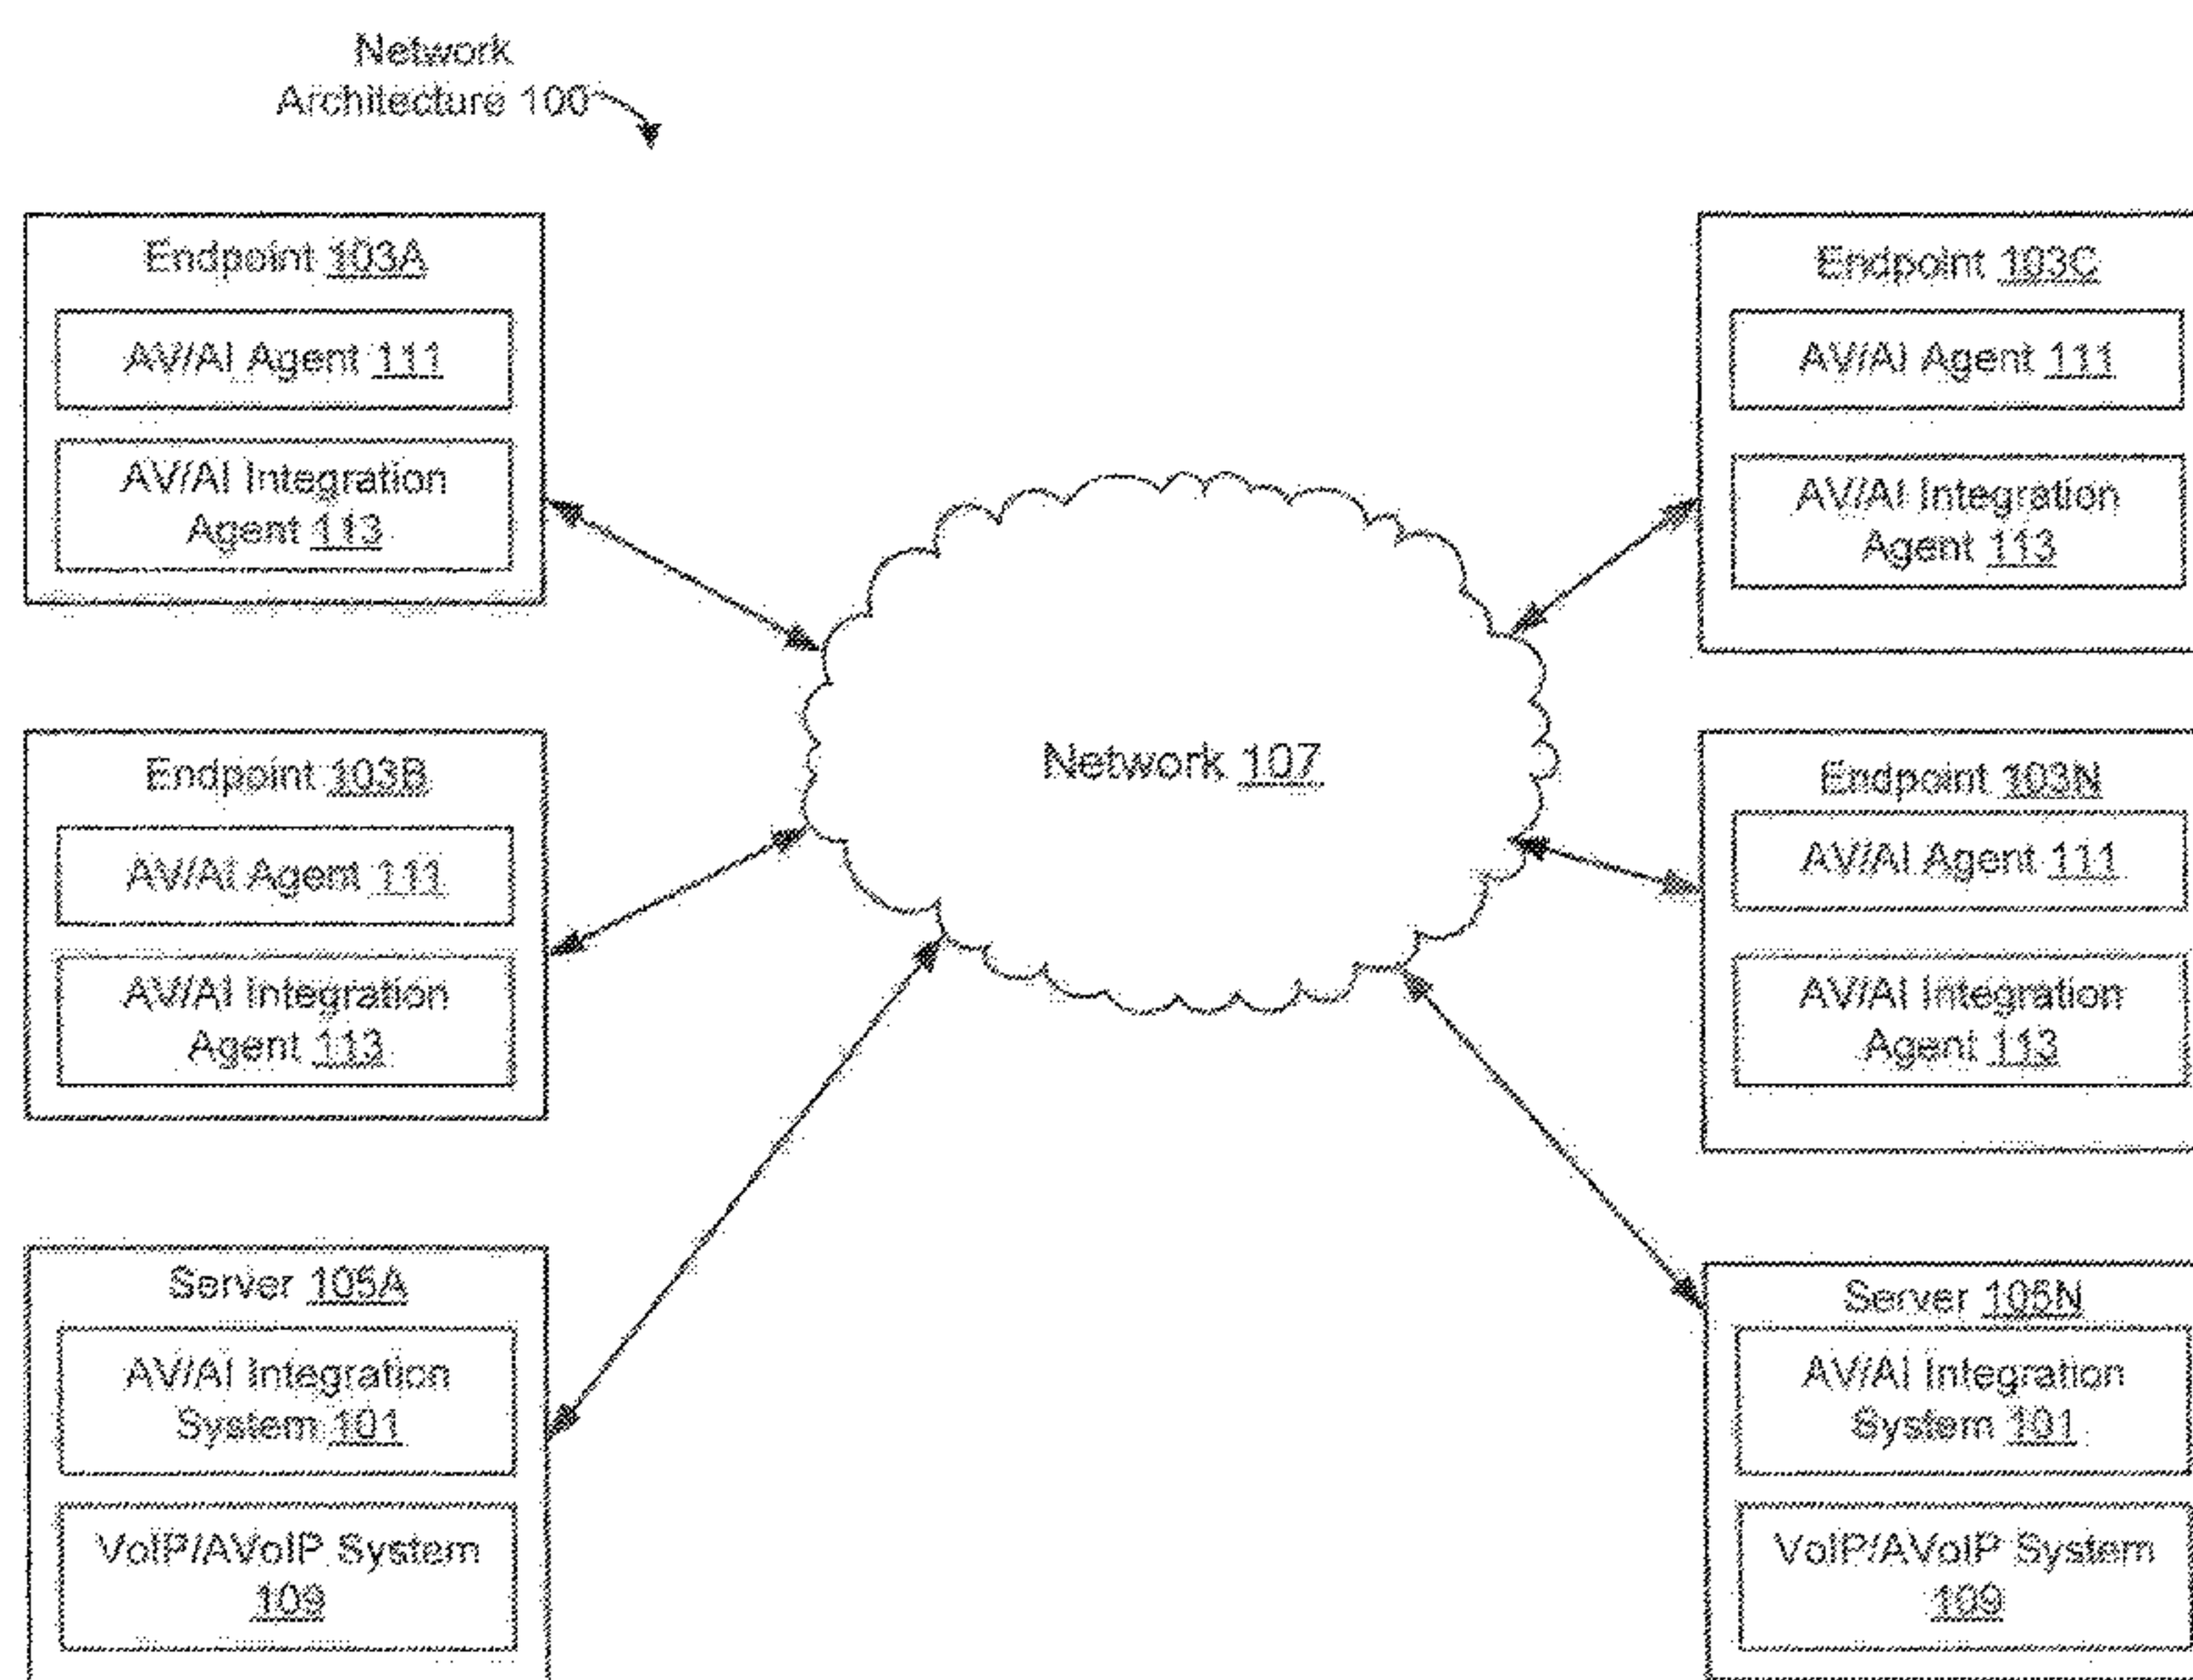 Network
Architecture 100
Endpoint 103A
AV/AI Agent 111
AV/AI Integration
Agent 113
Endpoint 103B
AV/AI Agent 111
AV/AI Integration
Agent 113
Server 105A
AV/AI Integration
System 101
VoIP/AVoIP System
109
Network 107
Endpoint 103C
AV/AI Agent 111
AV/AI Integration
Agent 113
Endpoint 103N
AV/AI Agent 111
AV/AI Integration
Agent 113
Server 105N
AV/AI Integration
System 101
VoIP/AVoIP System
109